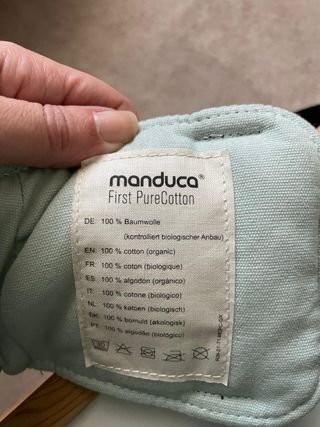 manduca®
First PureCotton
DE: 100 % Baumwolle
(kontrolliert biologischer Anbau)
EN: 100 % cotton (organic)
FR: 100 % coton (biologique)
ES: 100 % algodón (orgánico)
IT: 100 % cotone (biologico)
NL: 100 % katoen (biologisch)
DK: 100 % bomuld (økologisk)
PT: 100 % algodão (biológico)